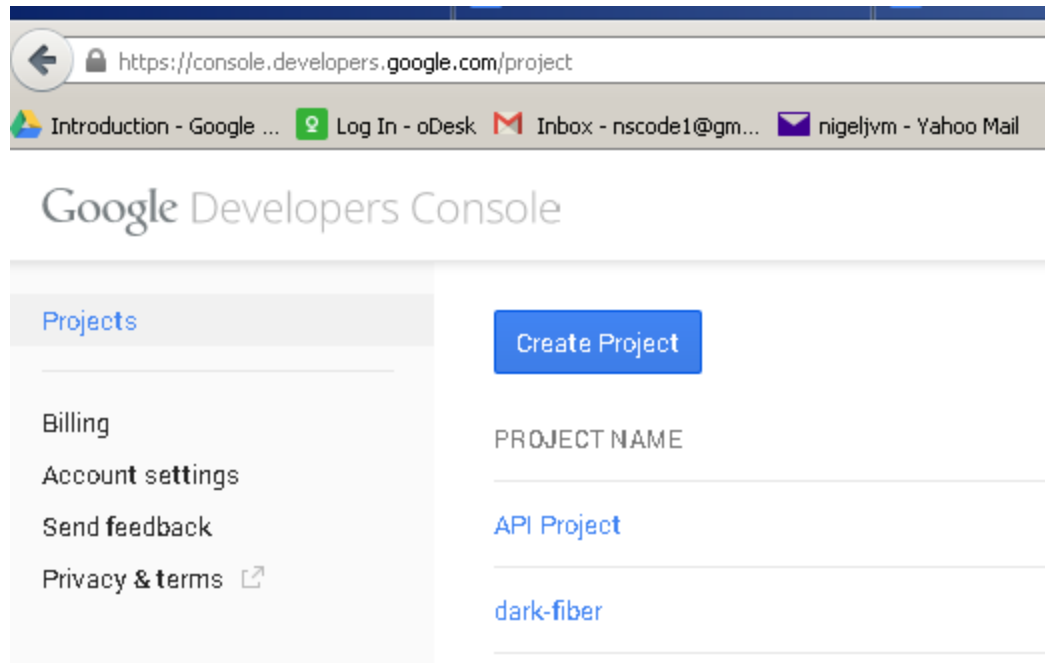 https://console.developers.google.com/project
Introduction - Google ... Log In - oDesk Inbox - nscode1@gm... nigeljvm - Yahoo Mail
Google Developers Console
Projects
Create Project
Billing
PROJECT NAME
Account settings
API Project
Send feedback
Privacy & terms
dark-fiber